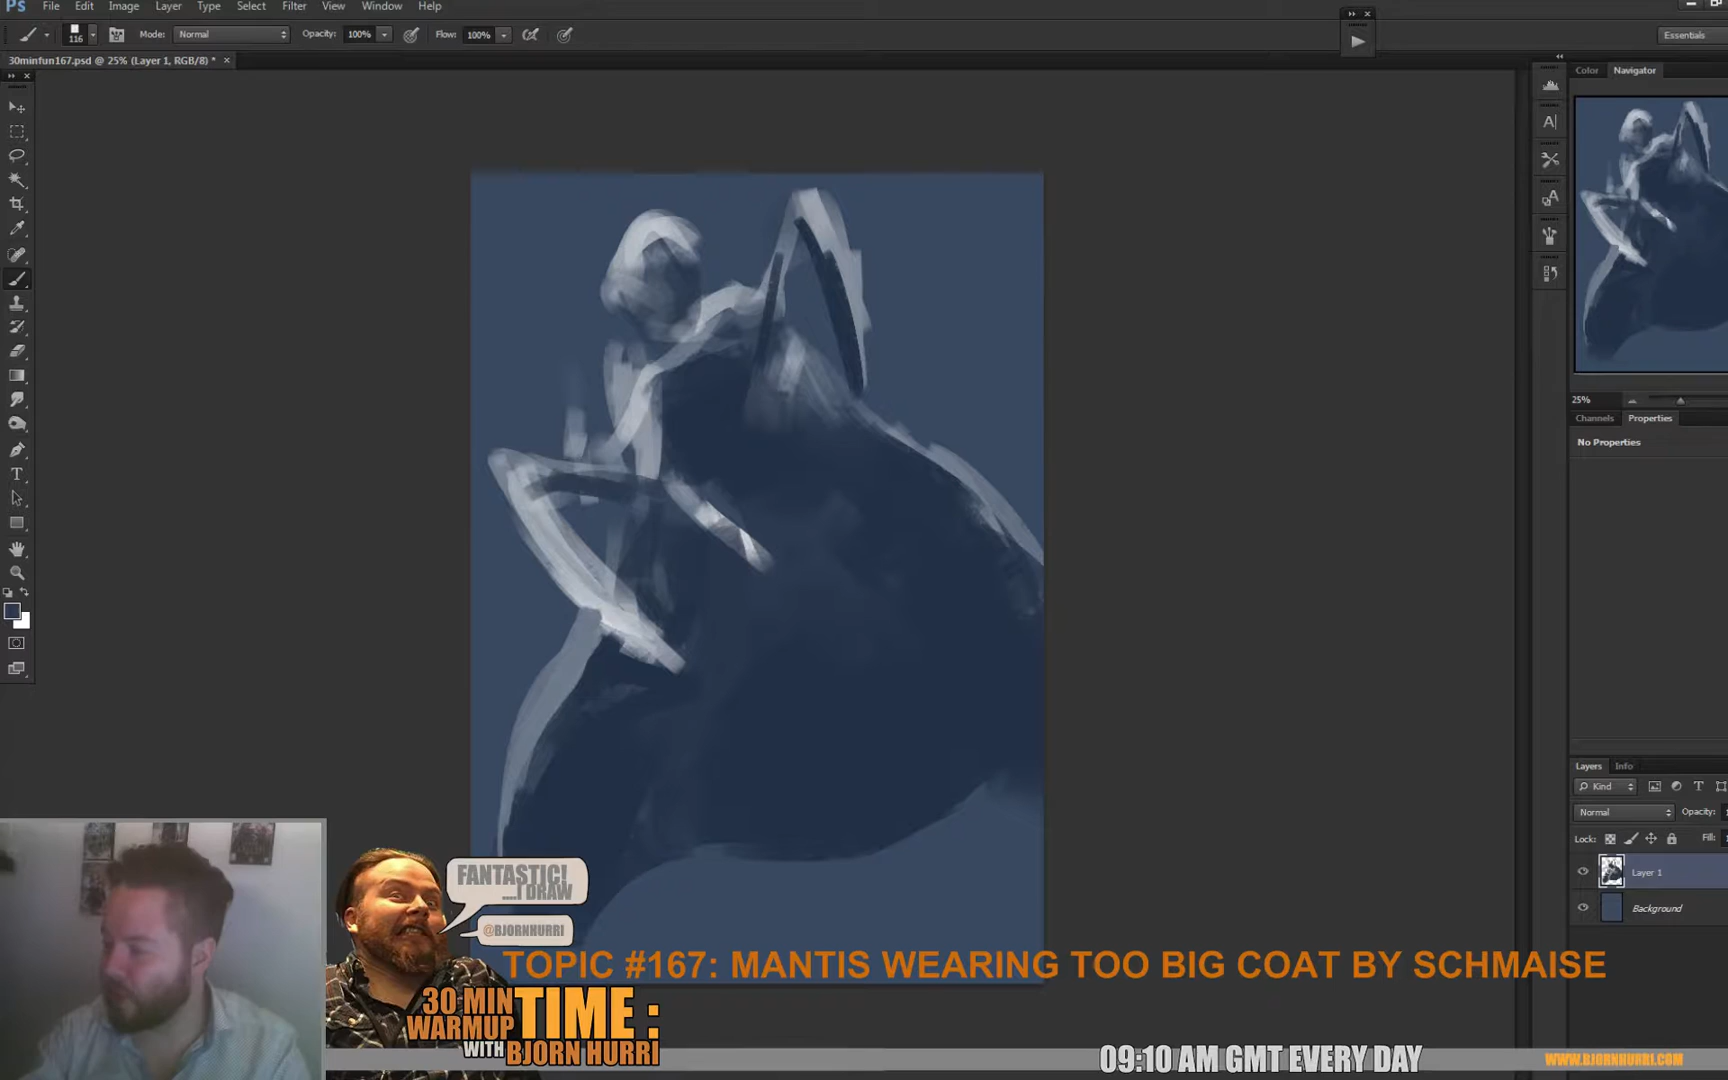 Ps File Edit Image Layer Type Select Filter View Window Help
116 Mode: Normal Opacity: 100% Flow: 100% Essentials
30minfun167.psd @ 25% (Layer 1, RGB/8) * ×
Color Navigator
25%
Channels Properties
No Properties
Layers Info
Kind
Normal Opacity: 1
Lock: Fill:
Layer 1
Background
FANTASTIC!
....I DRAW
@BJORNHURRI
TOPIC #167: MANTIS WEARING TOO BIG COAT BY SCHMAISE
30 MIN
WARMUP TIME :
WITH BJORN HURRI
09:10 AM GMT EVERY DAY
WWW.BJORNHURRI.COM